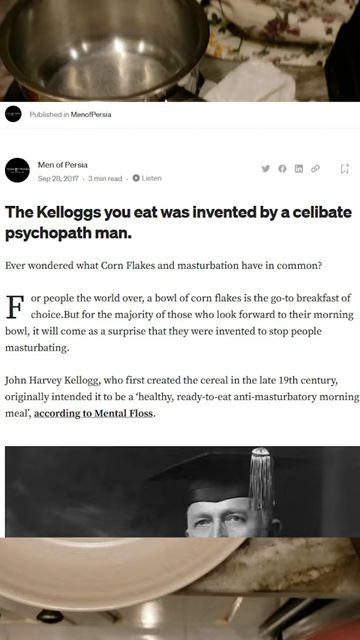 Published in MenofPersia
Men of Persia
Sep 28, 2017 · 3 min read · Listen
The Kelloggs you eat was invented by a celibate
psychopath man.
Ever wondered what Corn Flakes and masturbation have in common?
For people the world over, a bowl of corn flakes is the go-to breakfast of
choice.But for the majority of those who look forward to their morning
bowl, it will come as a surprise that they were invented to stop people
masturbating.
John Harvey Kellogg, who first created the cereal in the late 19th century,
originally intended it to be a ‘healthy, ready-to-eat anti-masturbatory morning
meal’, according to Mental Floss.